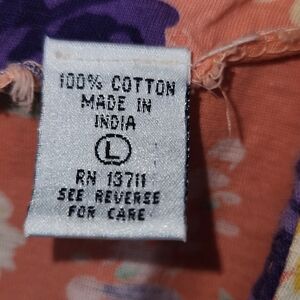 100% COTTON
MADE IN
INDIA
L
RN 13711
SEE REVERSE
FOR CARE